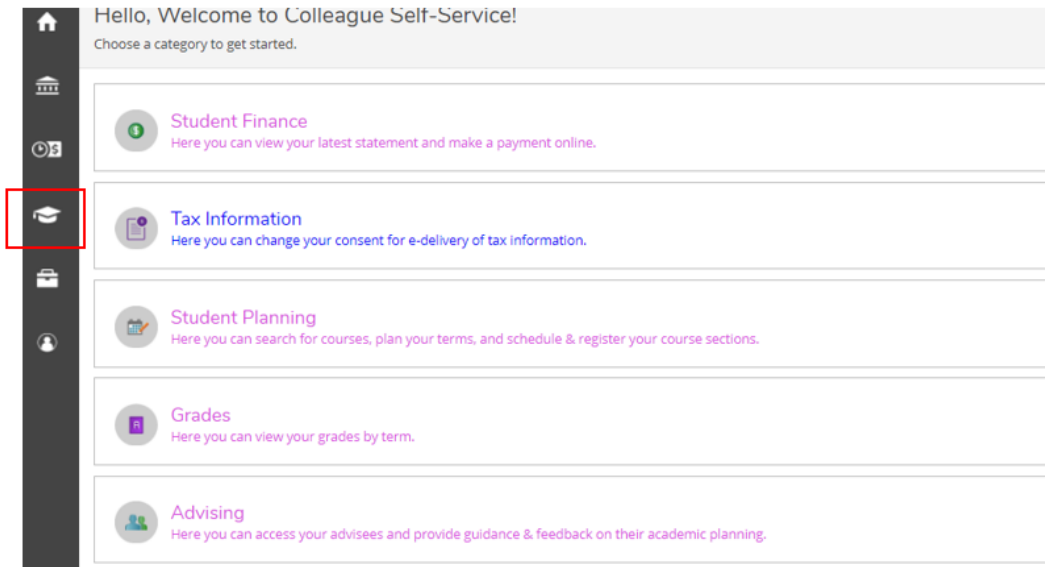 Hello, Welcome to Colleague Self-Service!
Choose a category to get started.
Student Finance
Here you can view your latest statement and make a payment online.
Tax Information
Here you can change your consent for e-delivery of tax information.
Student Planning
Here you can search for courses, plan your terms, and schedule & register your course sections.
Grades
Here you can view your grades by term.
Advising
Here you can access your advisees and provide guidance & feedback on their academic planning.